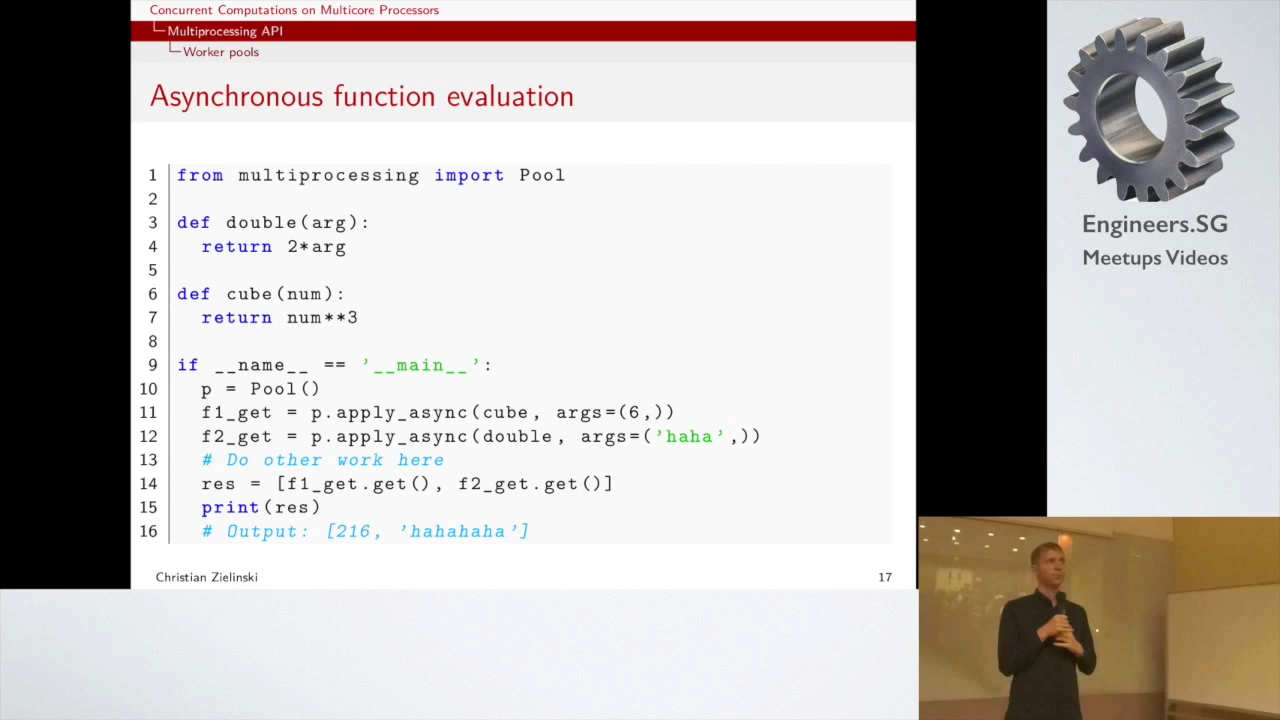 Concurrent Computations on Multicore Processors
Multiprocessing API
Worker pools
Asynchronous function evaluation
1 from multiprocessing import Pool
2
3 def double(arg):
4   return 2*arg
5
6 def cube(num):
7   return num**3
8
9 if __name__ == '__main__':
10   p = Pool()
11   f1_get = p.apply_async(cube, args=(6,))
12   f2_get = p.apply_async(double, args=('haha',))
13   # Do other work here
14   res = [f1_get.get(), f2_get.get()]
15   print(res)
16   # Output: [216, 'hahahaha']
Christian Zielinski 17
Engineers.SG
Meetups Videos